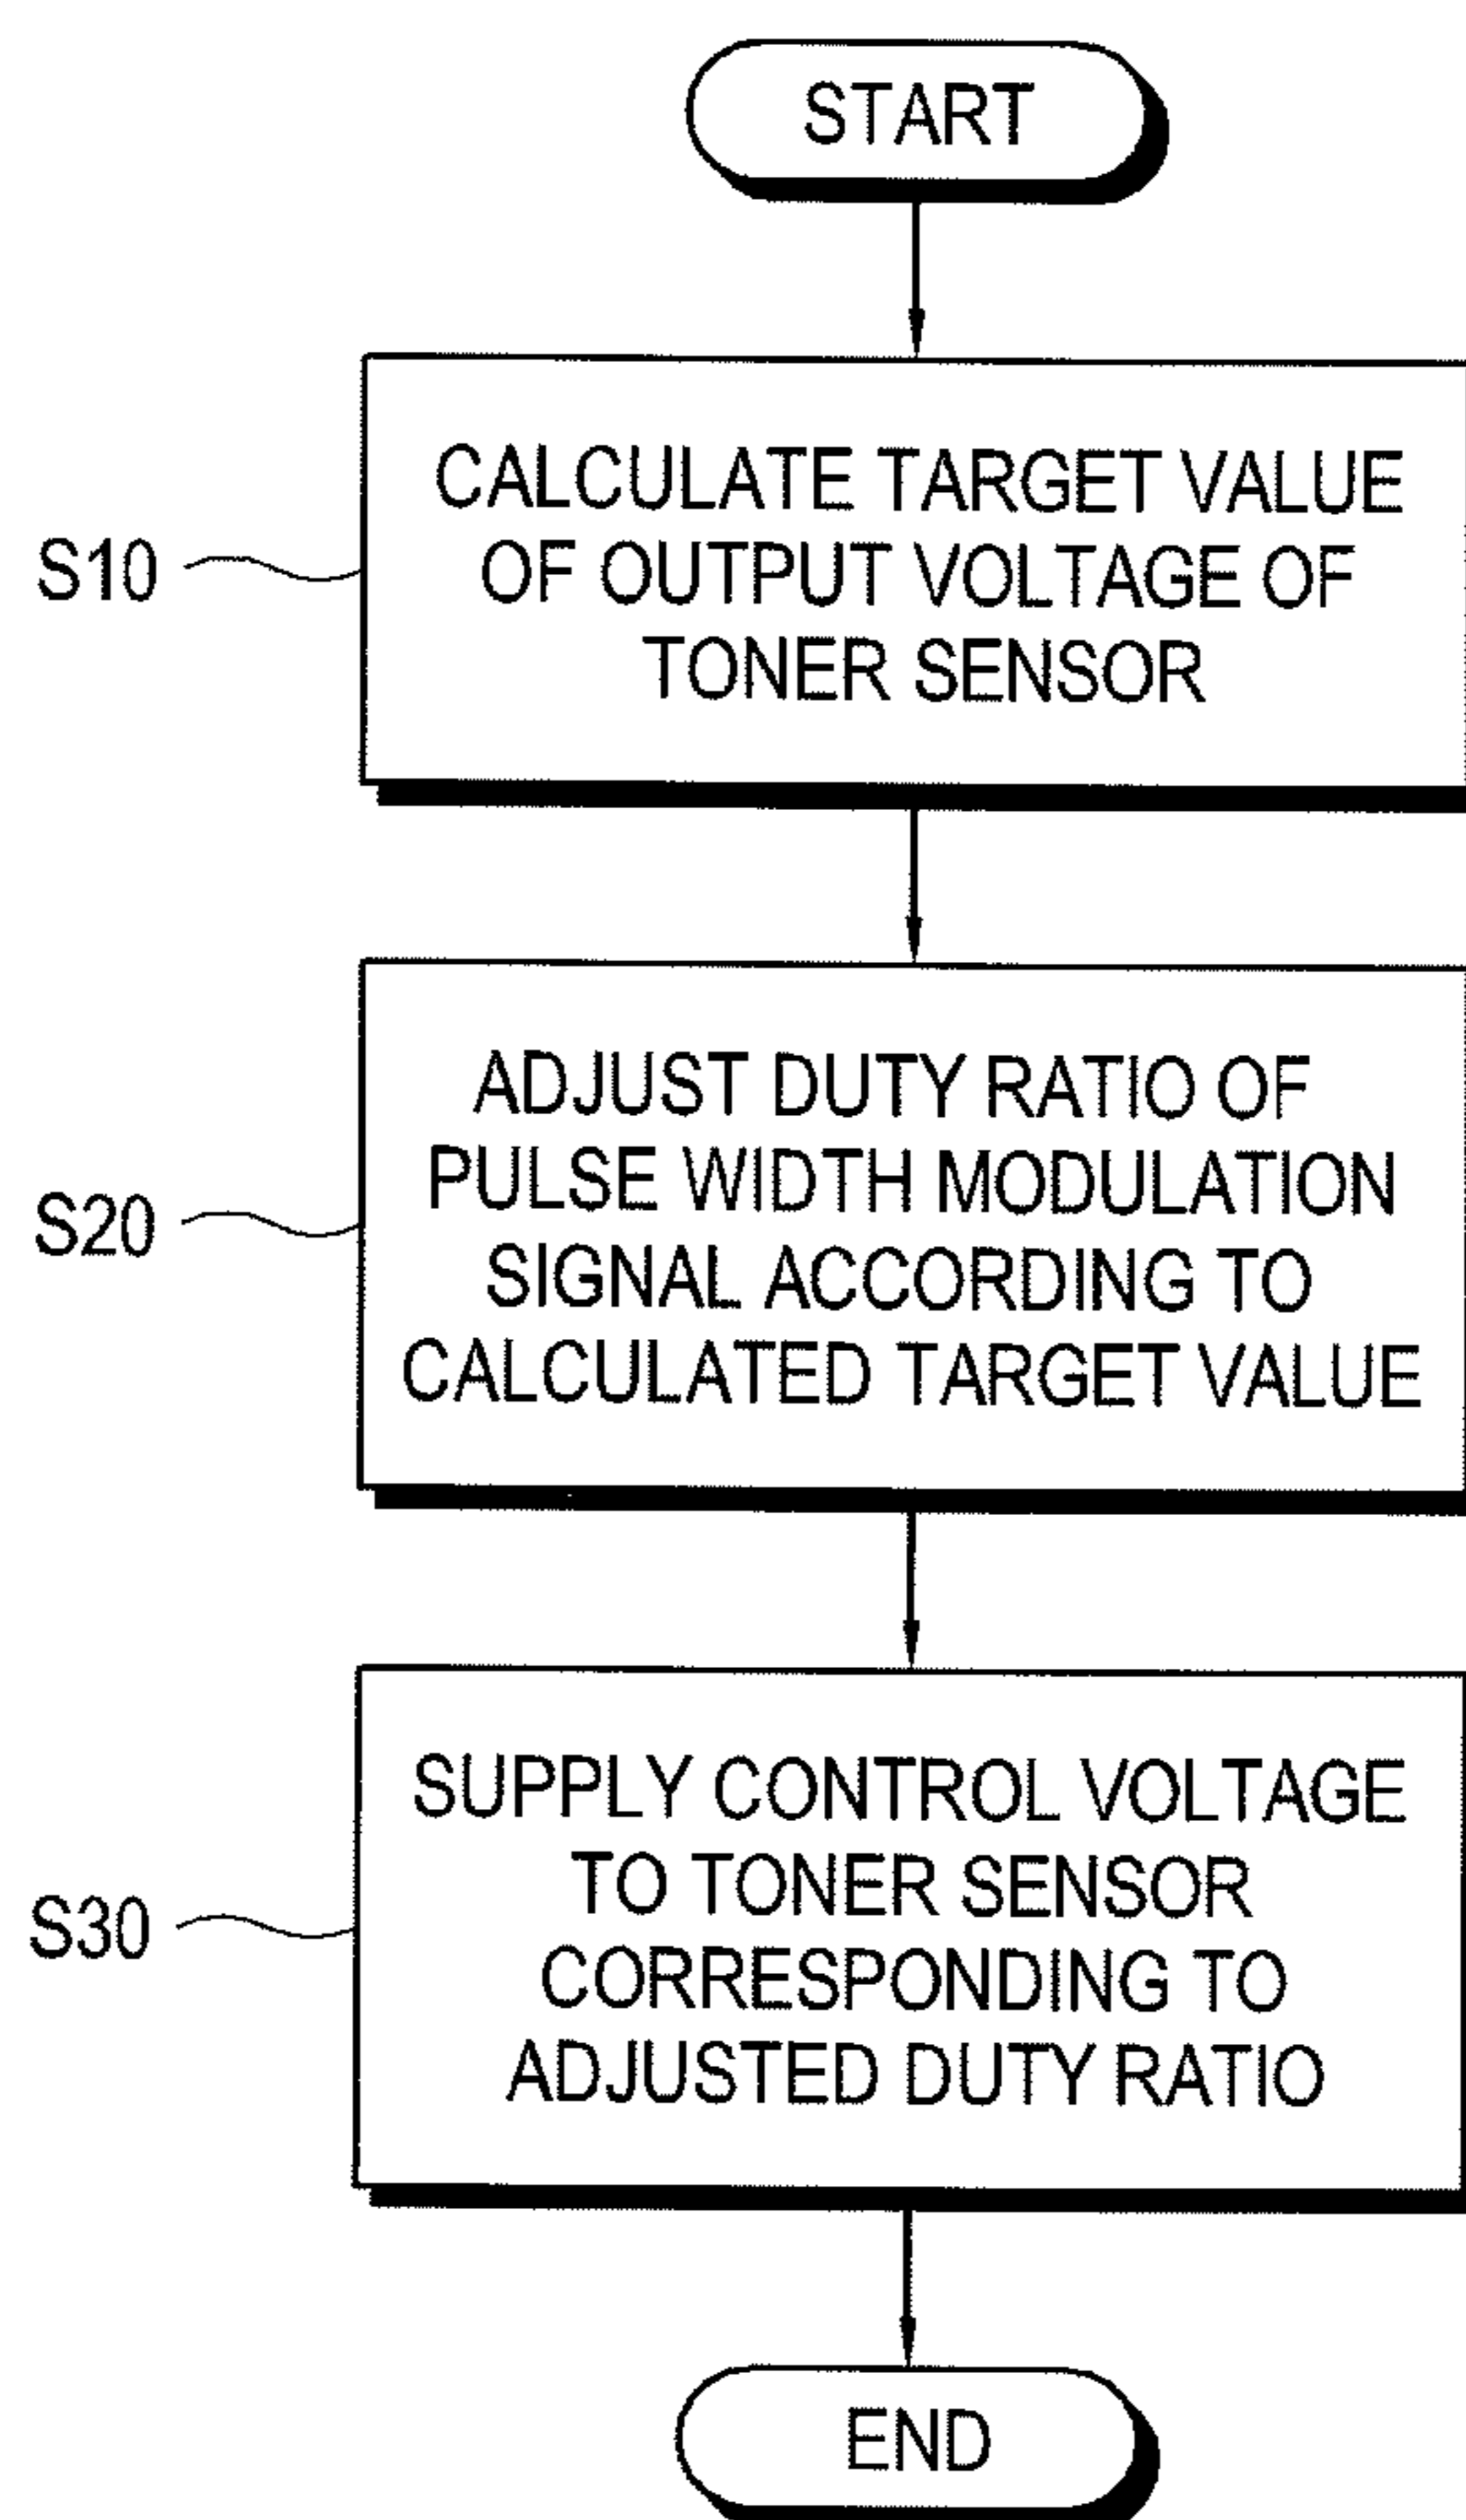 START
CALCULATE TARGET VALUE
OF OUTPUT VOLTAGE OF
TONER SENSOR
S10
ADJUST DUTY RATIO OF
PULSE WIDTH MODULATION
SIGNAL ACCORDING TO
CALCULATED TARGET VALUE
S20
SUPPLY CONTROL VOLTAGE
TO TONER SENSOR
CORRESPONDING TO
ADJUSTED DUTY RATIO
S30
END